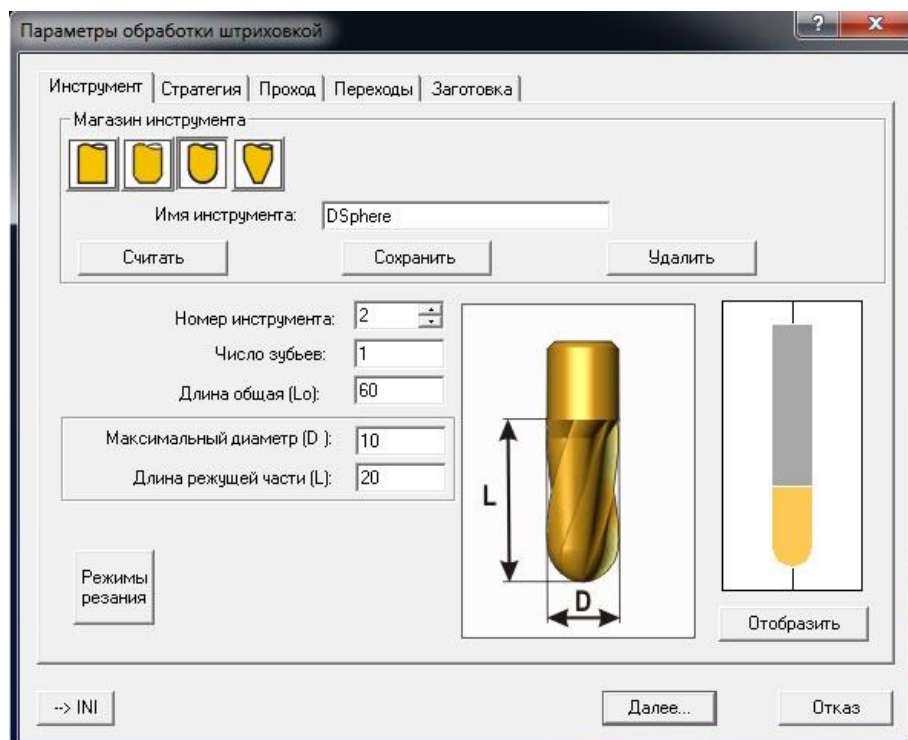 Параметры обработки штриховкой
?
X
Инструмент Стратегия Проход Переходы Заготовка
Магазин инструмента
Имя инструмента: DSphere
Считать Сохранить Удалить
Номер инструмента: 2
Число зубьев: 1
Длина общая (Lo): 60
Максимальный диаметр (D ): 10
Длина режущей части (L): 20
L
D
Режимы
резания
Отобразить
--> INI Далее... Отказ